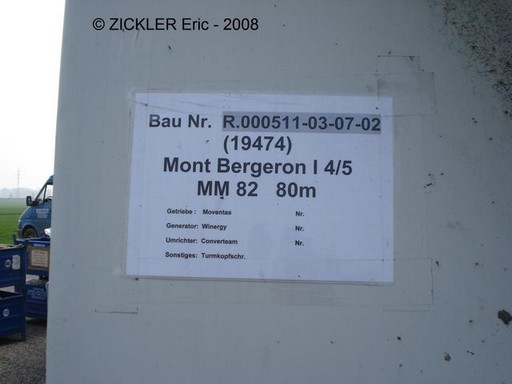 © ZICKLER Eric - 2008
Bau Nr. R.000511-03-07-02
(19474)
Mont Bergeron I 4/5
MM 82 80m
Getriebe : Moventas Nr.
Generator: Winergy Nr.
Umrichter: Converteam Nr.
Sonstiges: Turmkopfschr.